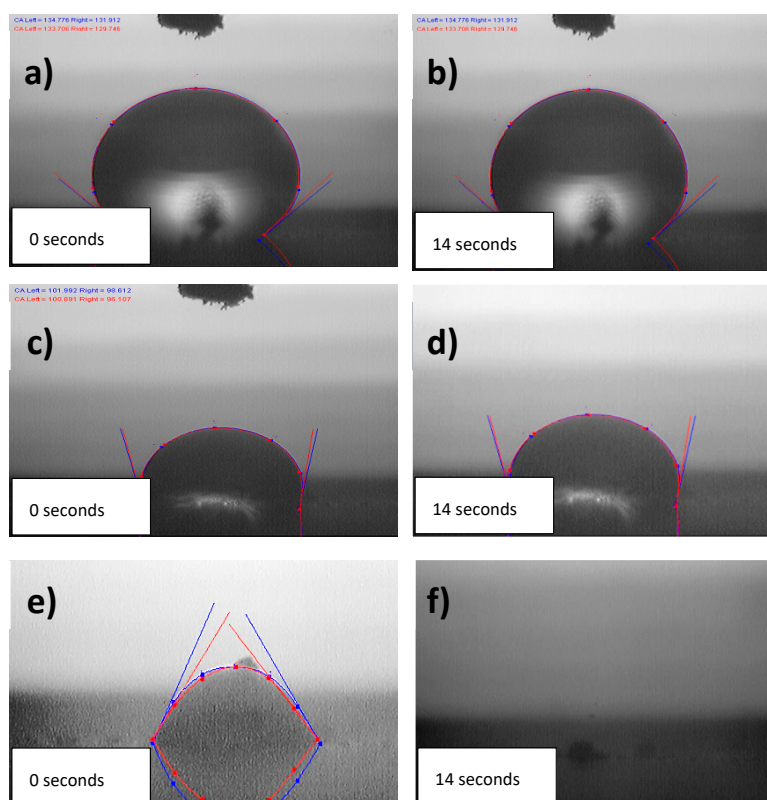 CA Left = 134.776 Right = 131.912
CA Left = 133.706 Right = 129.746
a)
0 seconds
CA Left = 134.776 Right = 131.912
CA Left = 133.706 Right = 129.746
b)
14 seconds
CA Left = 101.992 Right = 98.612
CA Left = 100.891 Right = 96.107
c)
0 seconds
d)
14 seconds
e)
0 seconds
f)
14 seconds